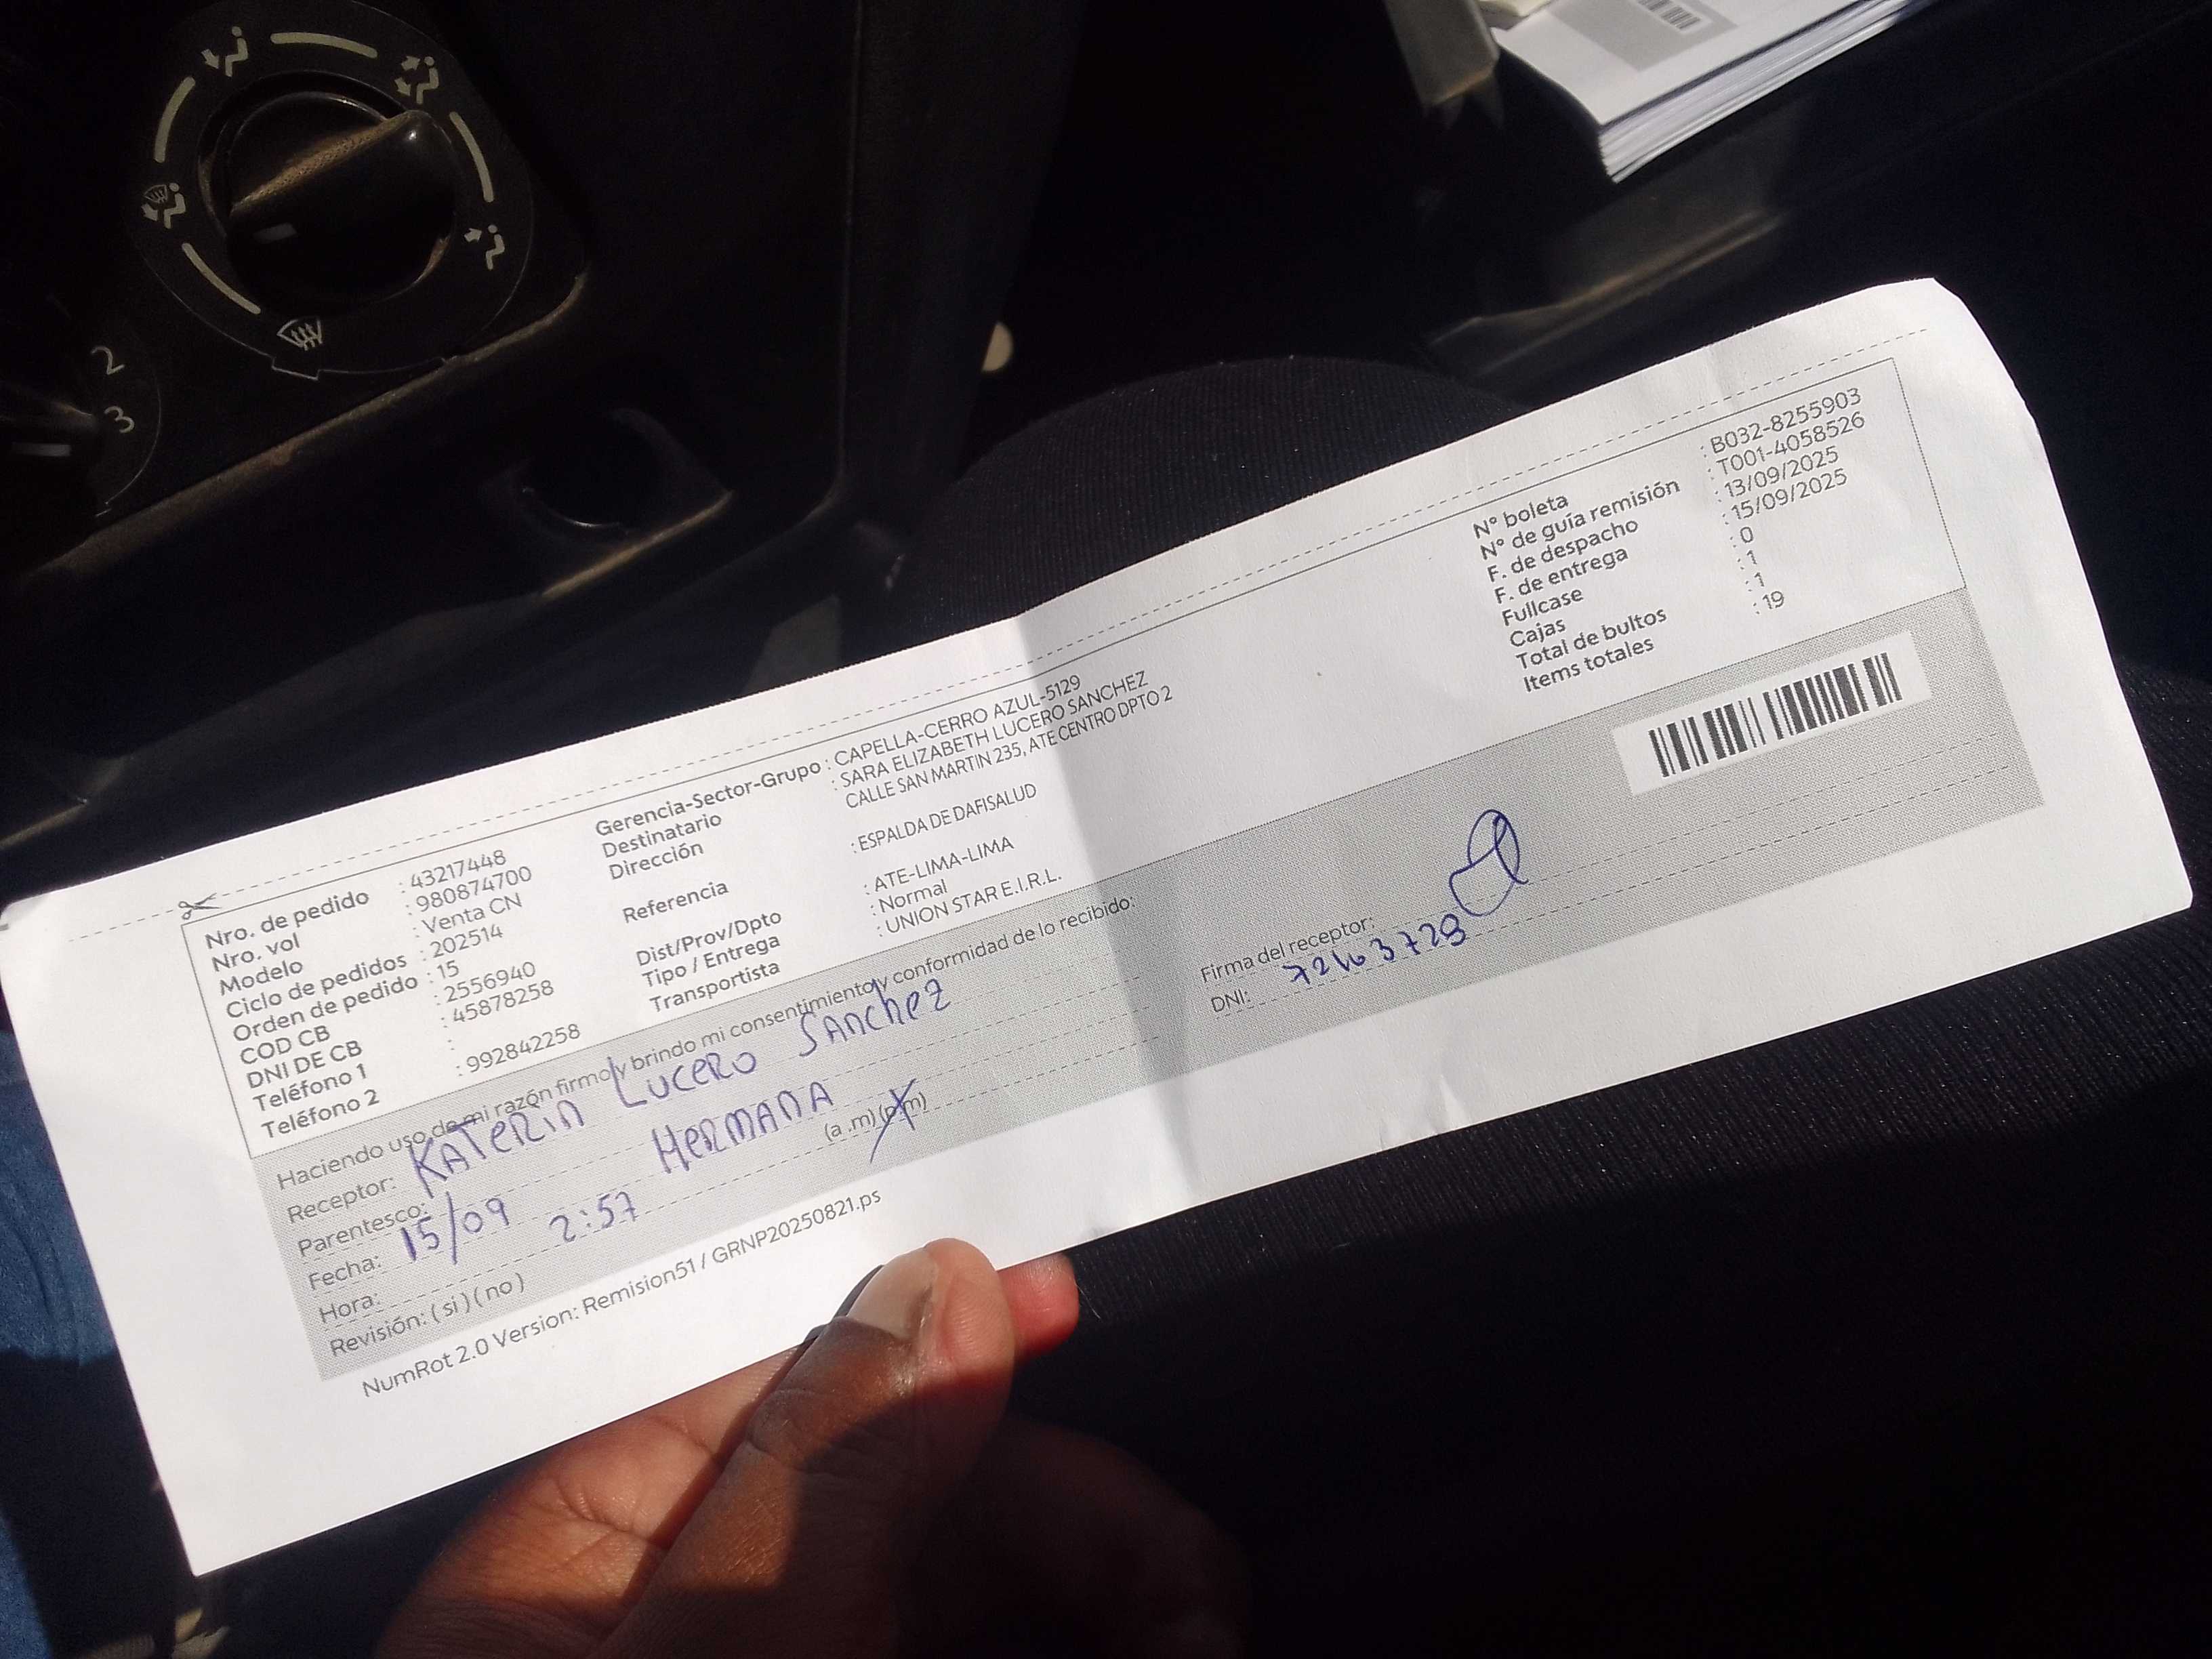 2
3
Nro. de pedido : 43217448
Nro. vol : 980874700
Modelo : Venta CN
Ciclo de pedidos : 202514
Orden de pedido : 15
COD CB : 2556940
DNI DE CB : 45878258
Teléfono 1 :
Teléfono 2 : 992842258
Gerencia-Sector-Grupo : CAPELLA-CERRO AZUL-5129
Destinatario : SARA ELIZABETH LUCERO SANCHEZ
Dirección CALLE SAN MARTIN 235, ATE CENTRO DPTO 2
Referencia : ESPALDA DE DAFISALUD
Dist/Prov/Dpto : ATE-LIMA-LIMA
Tipo / Entrega : Normal
Transportista : UNION STAR E.I.R.L.
N° boleta : B032-8255903
N° de guía remisión : T001-4058526
F. de despacho : 13/09/2025
F. de entrega : 15/09/2025
Fullcase : 0
Cajas : 1
Total de bultos : 1
Items totales : 19
Haciendo uso de mi razón firmo y brindo mi consentimiento y conformidad de lo recibido:
Receptor: KATERIN LUCERO SANCHEZ
Parentesco: HERMANA
Fecha: 15/09
Hora: 2:57 (a .m) (p.m)
Revisión: ( si ) ( no )
Firma del receptor:
DNI:
NumRot 2.0 Version: Remision51 / GRNP20250821.ps